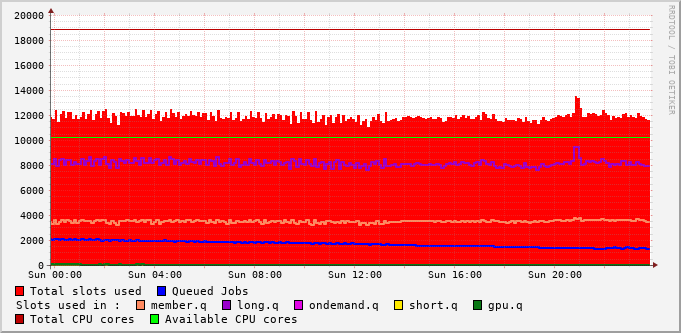 20000
18000
16000
14000
12000
10000
8000
6000
4000
2000
0
Sun 00:00 Sun 04:00 Sun 08:00 Sun 12:00 Sun 16:00 Sun 20:00
RRDTOOL / TOBI OETIKER
Total slots used Queued Jobs
Slots used in : member.q long.q ondemand.q short.q gpu.q
Total CPU cores Available CPU cores